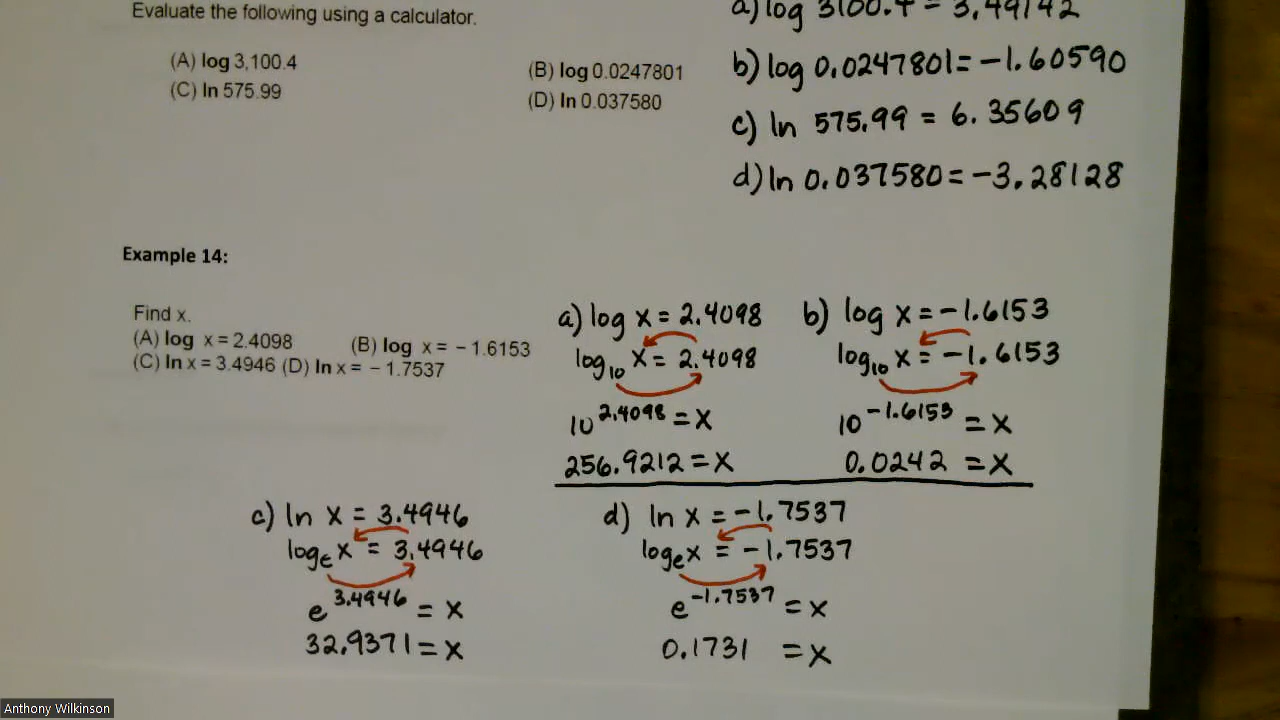 Evaluate the following using a calculator.
(A) log 3,100.4
(B) log 0.0247801
(C) ln 575.99
(D) ln 0.037580
a) log 3100.4 = 3.49142
b) log 0.0247801 = -1.60590
c) ln 575.99 = 6.35609
d) ln 0.037580 = -3.28128
Example 14:
Find x.
(A) log x = 2.4098 (B) log x = - 1.6153
(C) ln x = 3.4946 (D) ln x = - 1.7537
a) log x = 2.4098
log₁₀ x = 2.4098
10^2.4098 = x
256.9212 = x
b) log x = -1.6153
log₁₀ x = -1.6153
10^-1.6153 = x
0.0242 = x
c) ln x = 3.4946
logₑ x = 3.4946
e^3.4946 = x
32.9371 = x
d) ln x = -1.7537
logₑ x = -1.7537
e^-1.7537 = x
0.1731 = x
Anthony Wilkinson